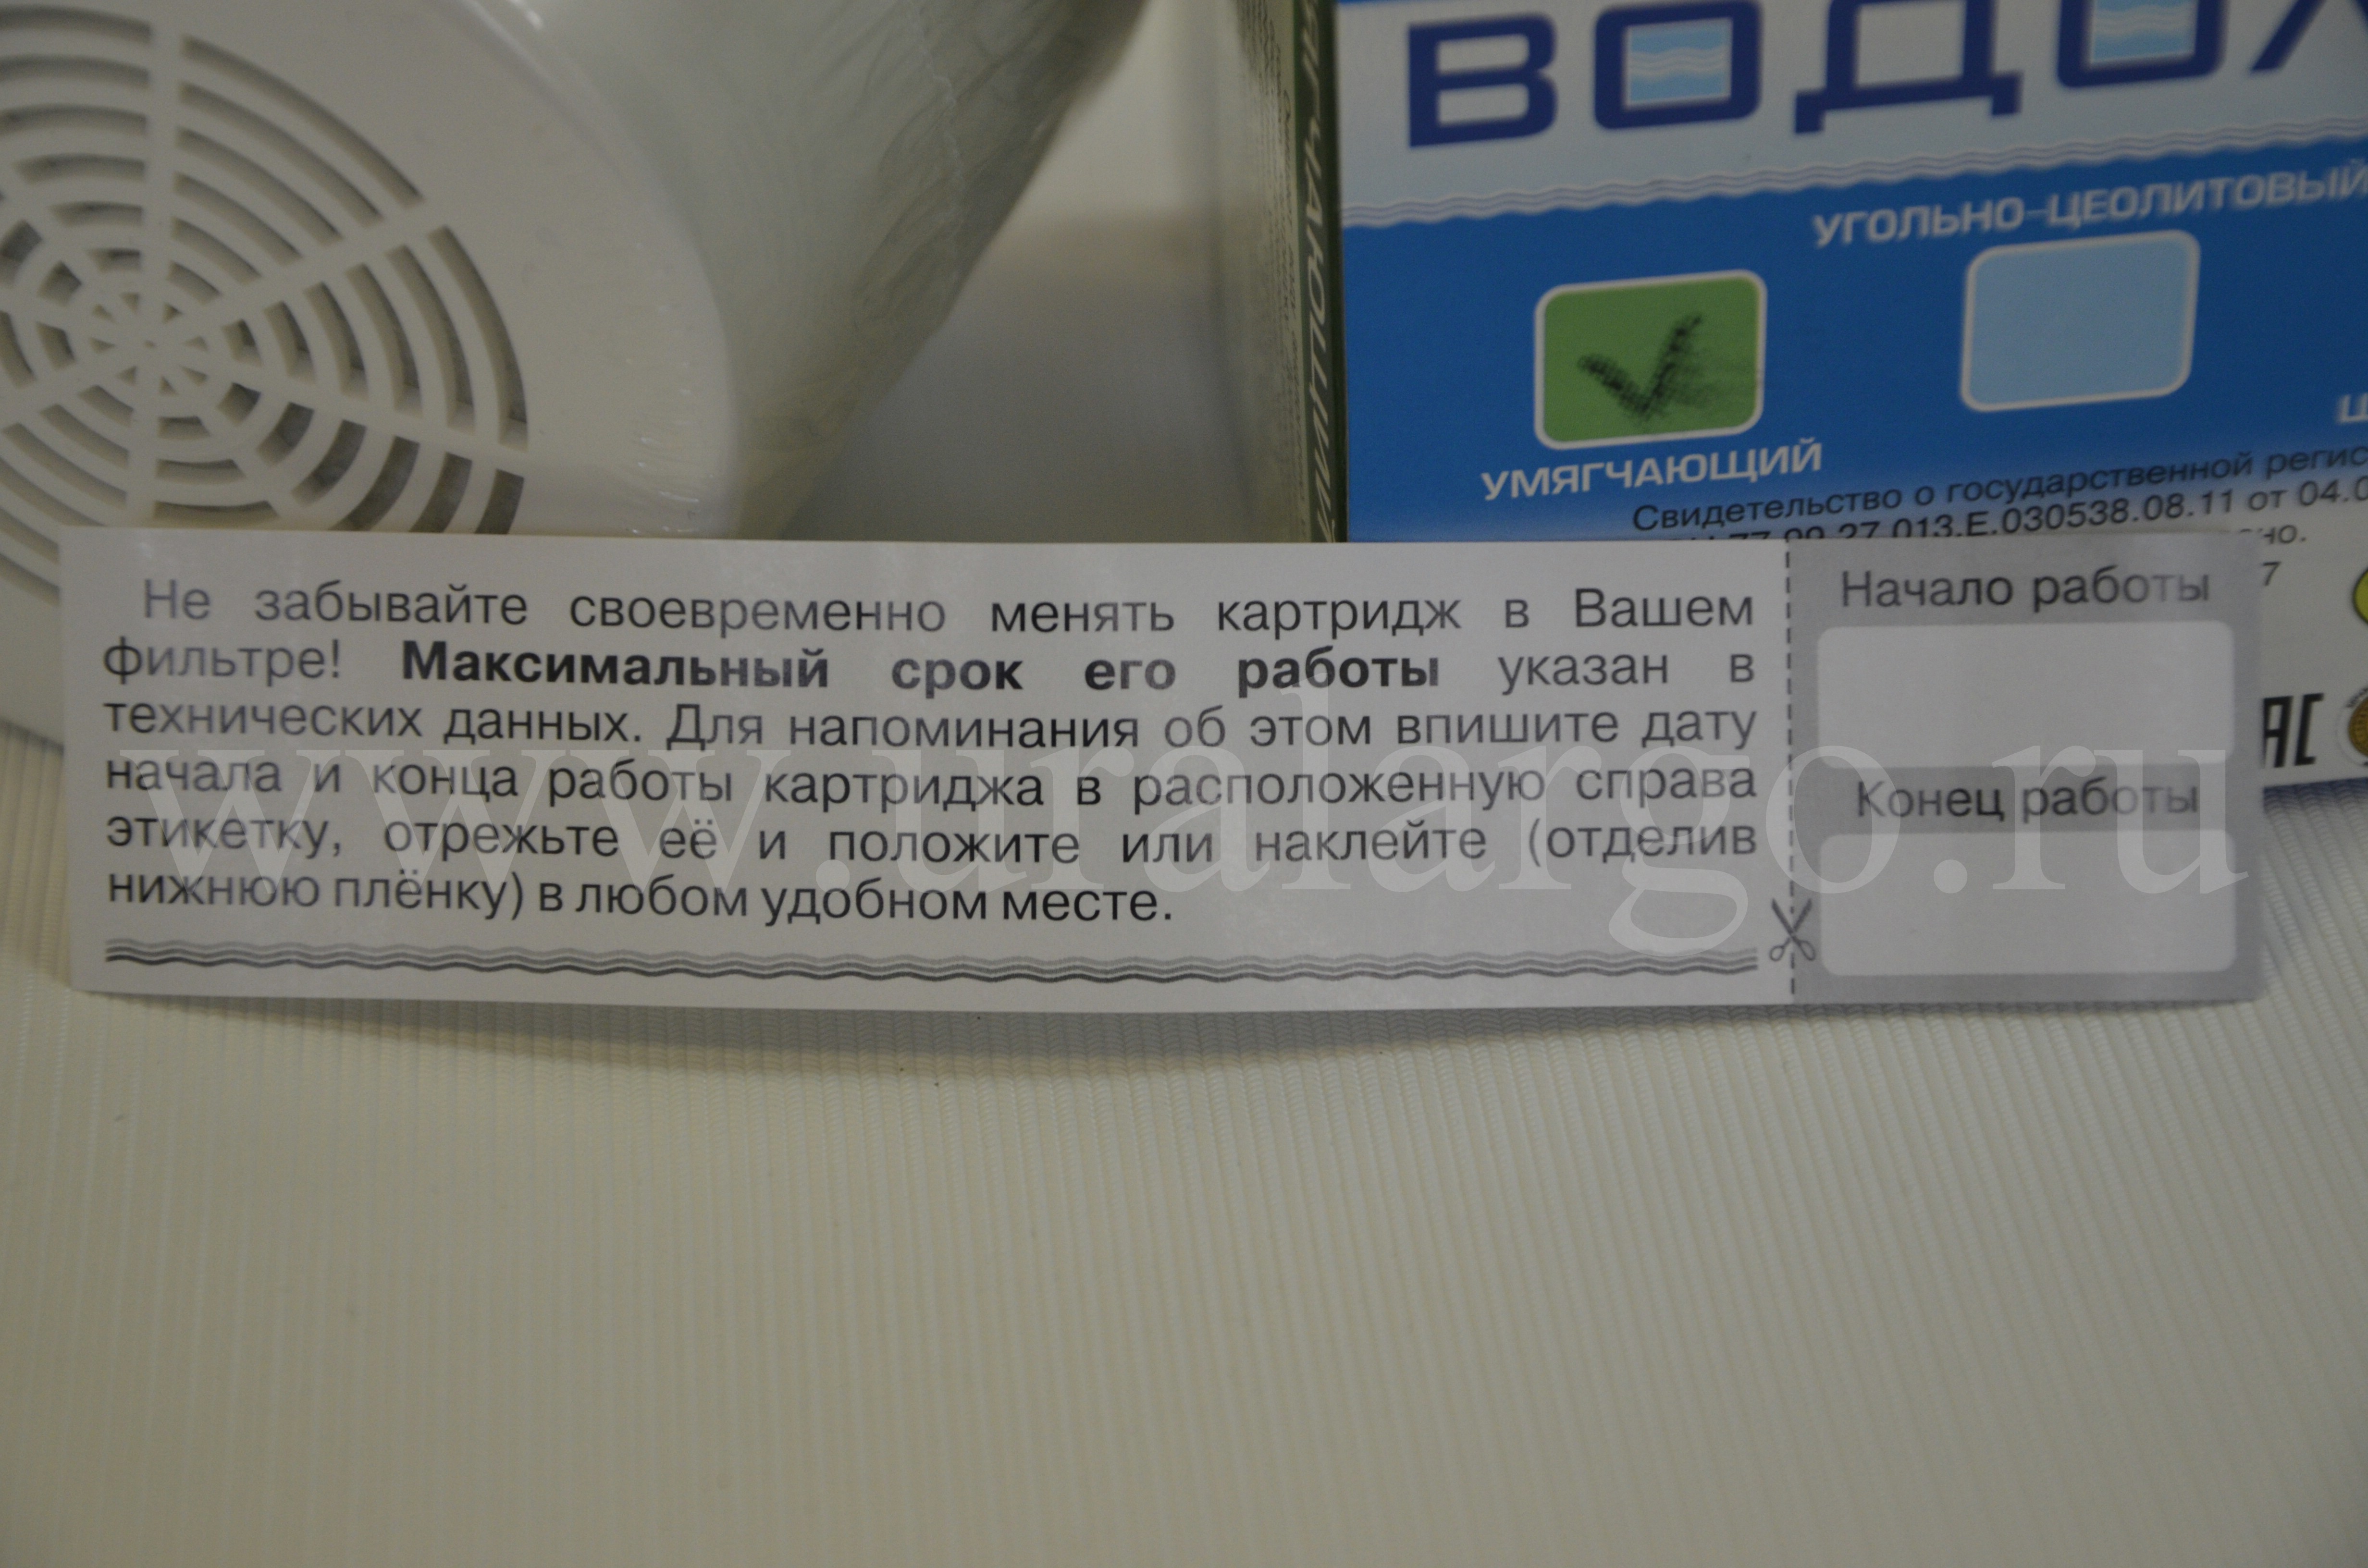 ВОДОЛ
УГОЛЬНО-ЦЕОЛИТОВЫЙ
УМЯГЧАЮЩИЙ
Свидетельство о государственной
77.99.27.013.Е.030538.08.11 от 04.0
Не забывайте своевременно менять картридж в Вашем
фильтре! Максимальный срок его работы указан в
технических данных. Для напоминания об этом впишите дату
начала и конца работы картриджа в расположенную справа
этикетку, отрежьте её и положите или наклейте (отделив
нижнюю плёнку) в любом удобном месте.
Начало работы
Конец работы
www.uralargo.ru